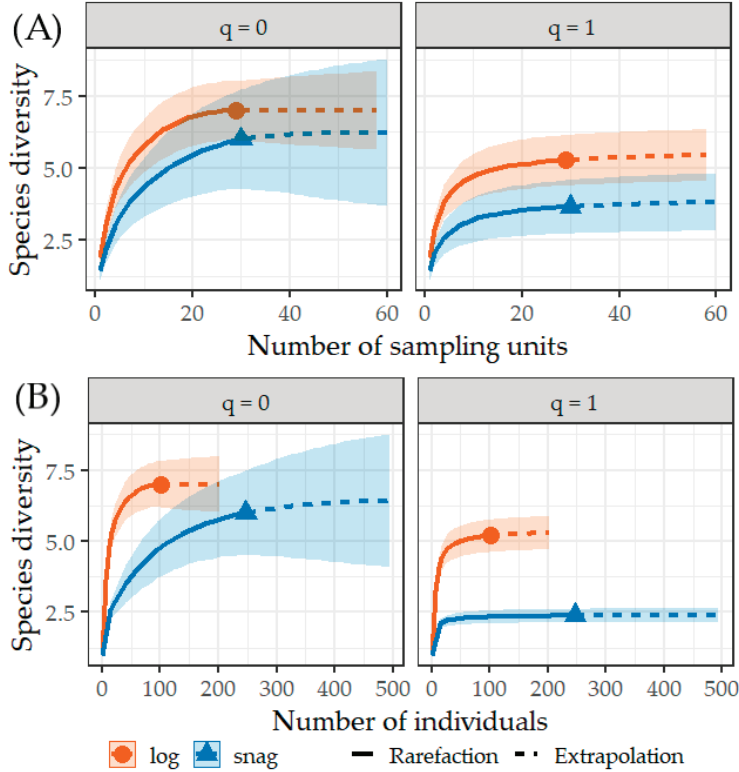 (A)
q = 0
q = 1
Species diversity
7.5
5.0
2.5
0 20 40 60
0 20 40 60
Number of sampling units
(B)
q = 0
q = 1
Species diversity
7.5
5.0
2.5
0 100 200 300 400 500
0 100 200 300 400 500
Number of individuals
log snag Rarefaction Extrapolation